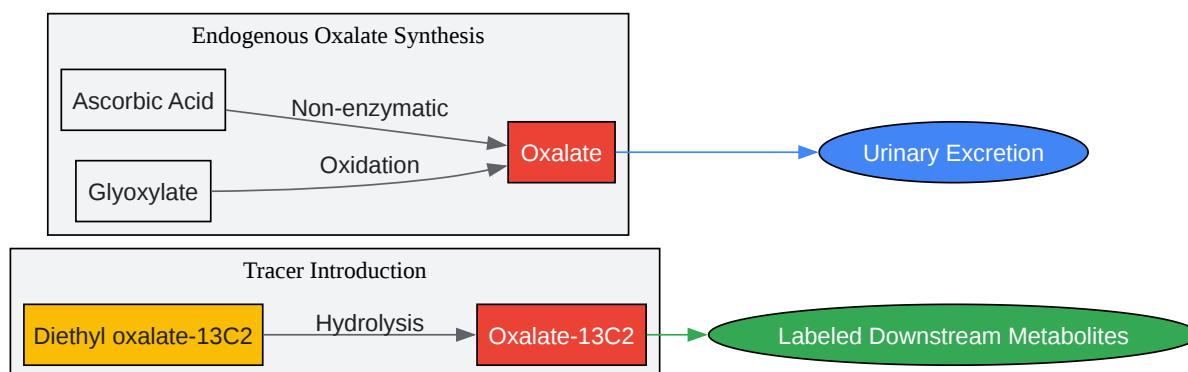 Endogenous Oxalate Synthesis
Ascorbic Acid
Non-enzymatic
Oxalate
Urinary Excretion
Oxidation
Glyoxylate
Tracer Introduction
Diethyl oxalate-13C2
Hydrolysis
Oxalate-13C2
Labeled Downstream Metabolites